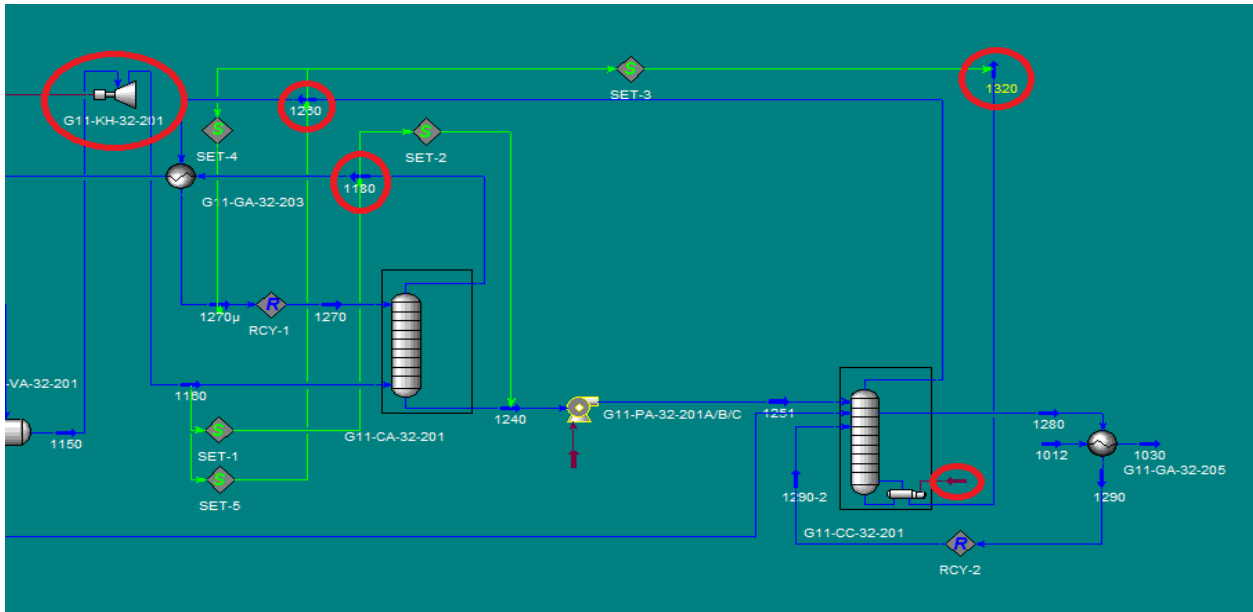 G11-KH-32-201
S
SET-3
1320
1260
S
SET-4
S
SET-2
1180
G11-GA-32-203
1270µ
R
RCY-1
1270
-VA-32-201
1160
1150
S
SET-1
S
SET-5
G11-CA-32-201
1240
G11-PA-32-201A/B/C
1251
1280
1012
1030
G11-GA-32-205
1290-2
1290
G11-CC-32-201
R
RCY-2